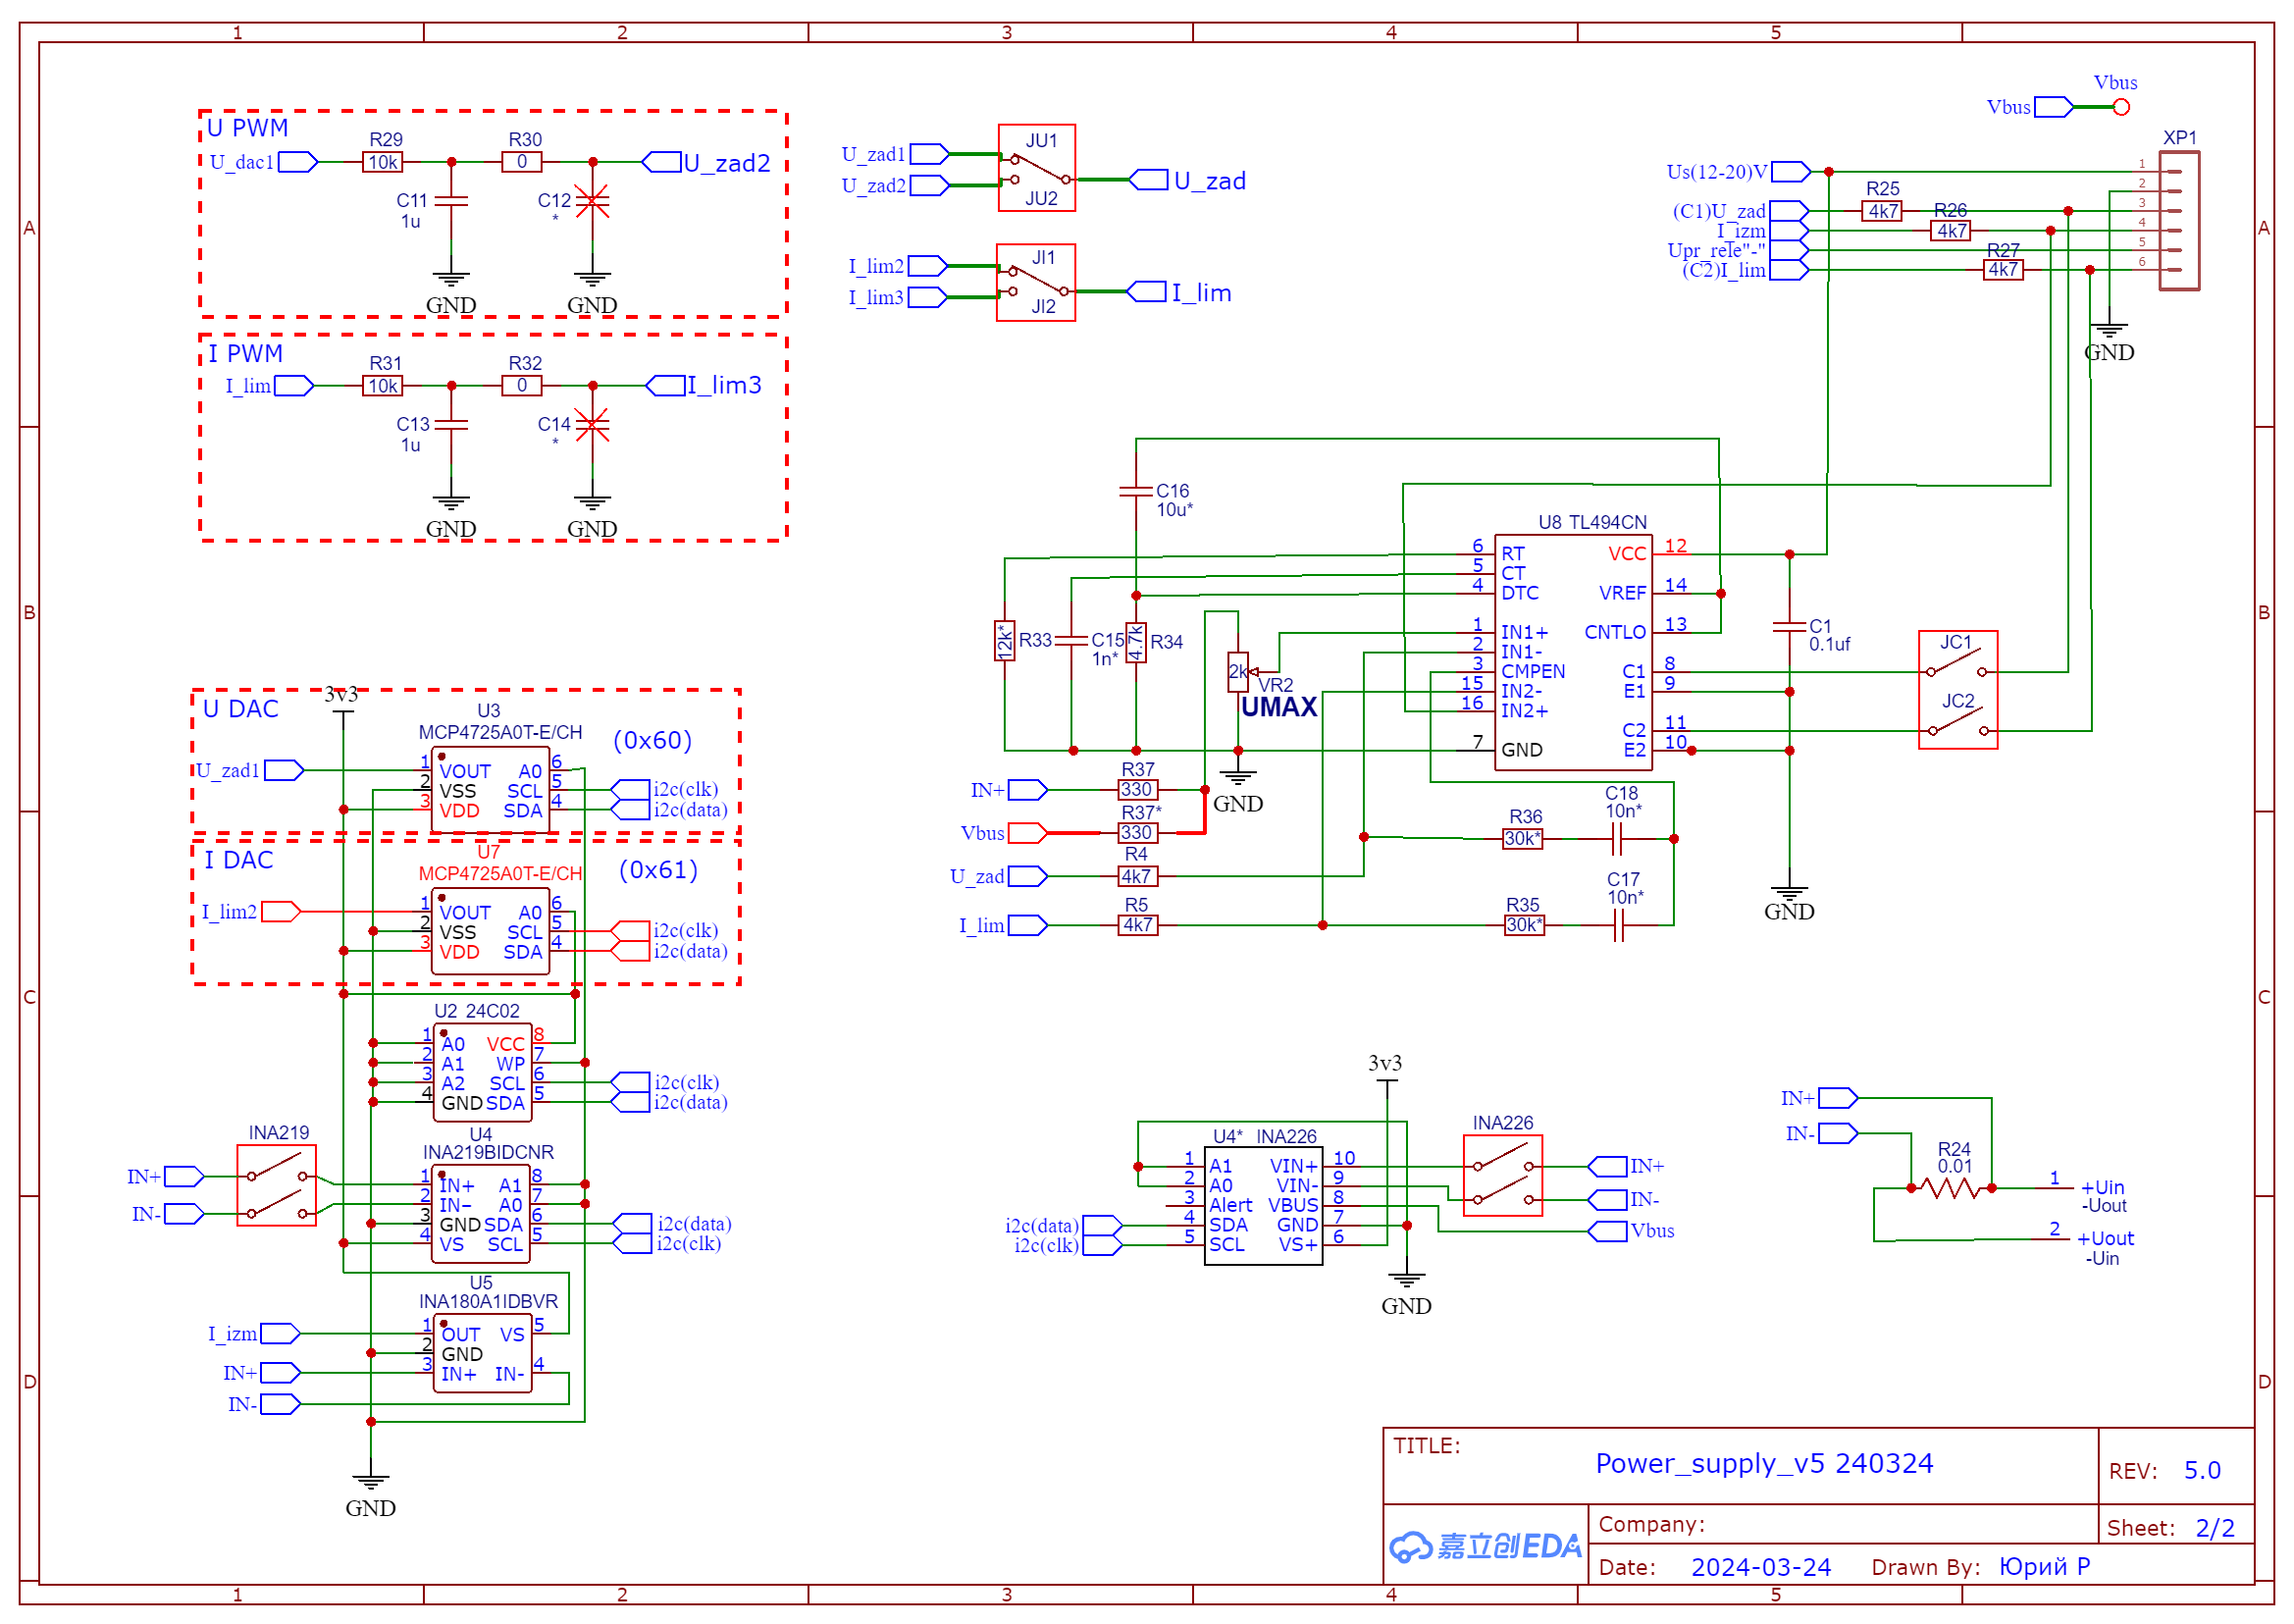 1 2 3 4 5
A
B
C
D
A
B
C
D
1 2 3 4 5
U PWM
U_dac1
R29
10k
R30
0
U_zad2
C11
1u
C12
*
GND
GND
I PWM
I_lim
R31
10k
R32
0
I_lim3
C13
1u
C14
*
GND
GND
U_zad1
U_zad2
JU1
JU2
U_zad
I_lim2
I_lim3
JI1
JI2
I_lim
Vbus
Vbus
XP1
Us(12-20)V
(C1)U_zad
I_izm
Upr_rele"-"
(C2)I_lim
R25
4k7
R26
4k7
R27
4k7
1
2
3
4
5
6
GND
C16
10u*
U8 TL494CN
6 RT
5 CT
4 DTC
1 IN1+
2 IN1-
3 CMPEN
15 IN2-
16 IN2+
7 GND
VCC 12
VREF 14
CNTLO 13
C1 8
E1 9
C2 11
E2 10
R33
12k*
C15
1n*
R34
4.7k
2k
VR2
UMAX
C1
0.1uf
JC1
JC2
IN+
R37
330
GND
Vbus
R37*
330
U_zad
R4
4k7
I_lim
R5
4k7
R36
30k*
C18
10n*
R35
30k*
C17
10n*
GND
3v3
U DAC
U3
MCP4725A0T-E/CH
(0x60)
U_zad1
1 VOUT A0 6
2 VSS SCL 5
3 VDD SDA 4
i2c(clk)
i2c(data)
I DAC
U7
MCP4725A0T-E/CH
(0x61)
I_lim2
1 VOUT A0 6
2 VSS SCL 5
3 VDD SDA 4
i2c(clk)
i2c(data)
U2 24C02
1 A0 VCC 8
2 A1 WP 7
3 A2 SCL 6
4 GND SDA 5
i2c(clk)
i2c(data)
INA219
IN+
IN-
U4
INA219BIDCNR
1 IN+ A1 8
2 IN- A0 7
3 GND SDA 6
4 VS SCL 5
i2c(data)
i2c(clk)
U5
INA180A1IDBVR
I_izm
IN+
IN-
1 OUT VS 5
2 GND
3 IN+ IN- 4
GND
3v3
U4* INA226
1 A1 VIN+ 10
2 A0 VIN- 9
3 Alert VBUS 8
4 SDA GND 7
5 SCL VS+ 6
i2c(data)
i2c(clk)
INA226
IN+
IN-
Vbus
GND
IN+
IN-
R24
0.01
1 +Uin
-Uout
2 +Uout
-Uin
TITLE:
Power_supply_v5 240324
REV: 5.0
嘉立创EDA
Company:
Sheet: 2/2
Date: 2024-03-24
Drawn By: Юрий Р